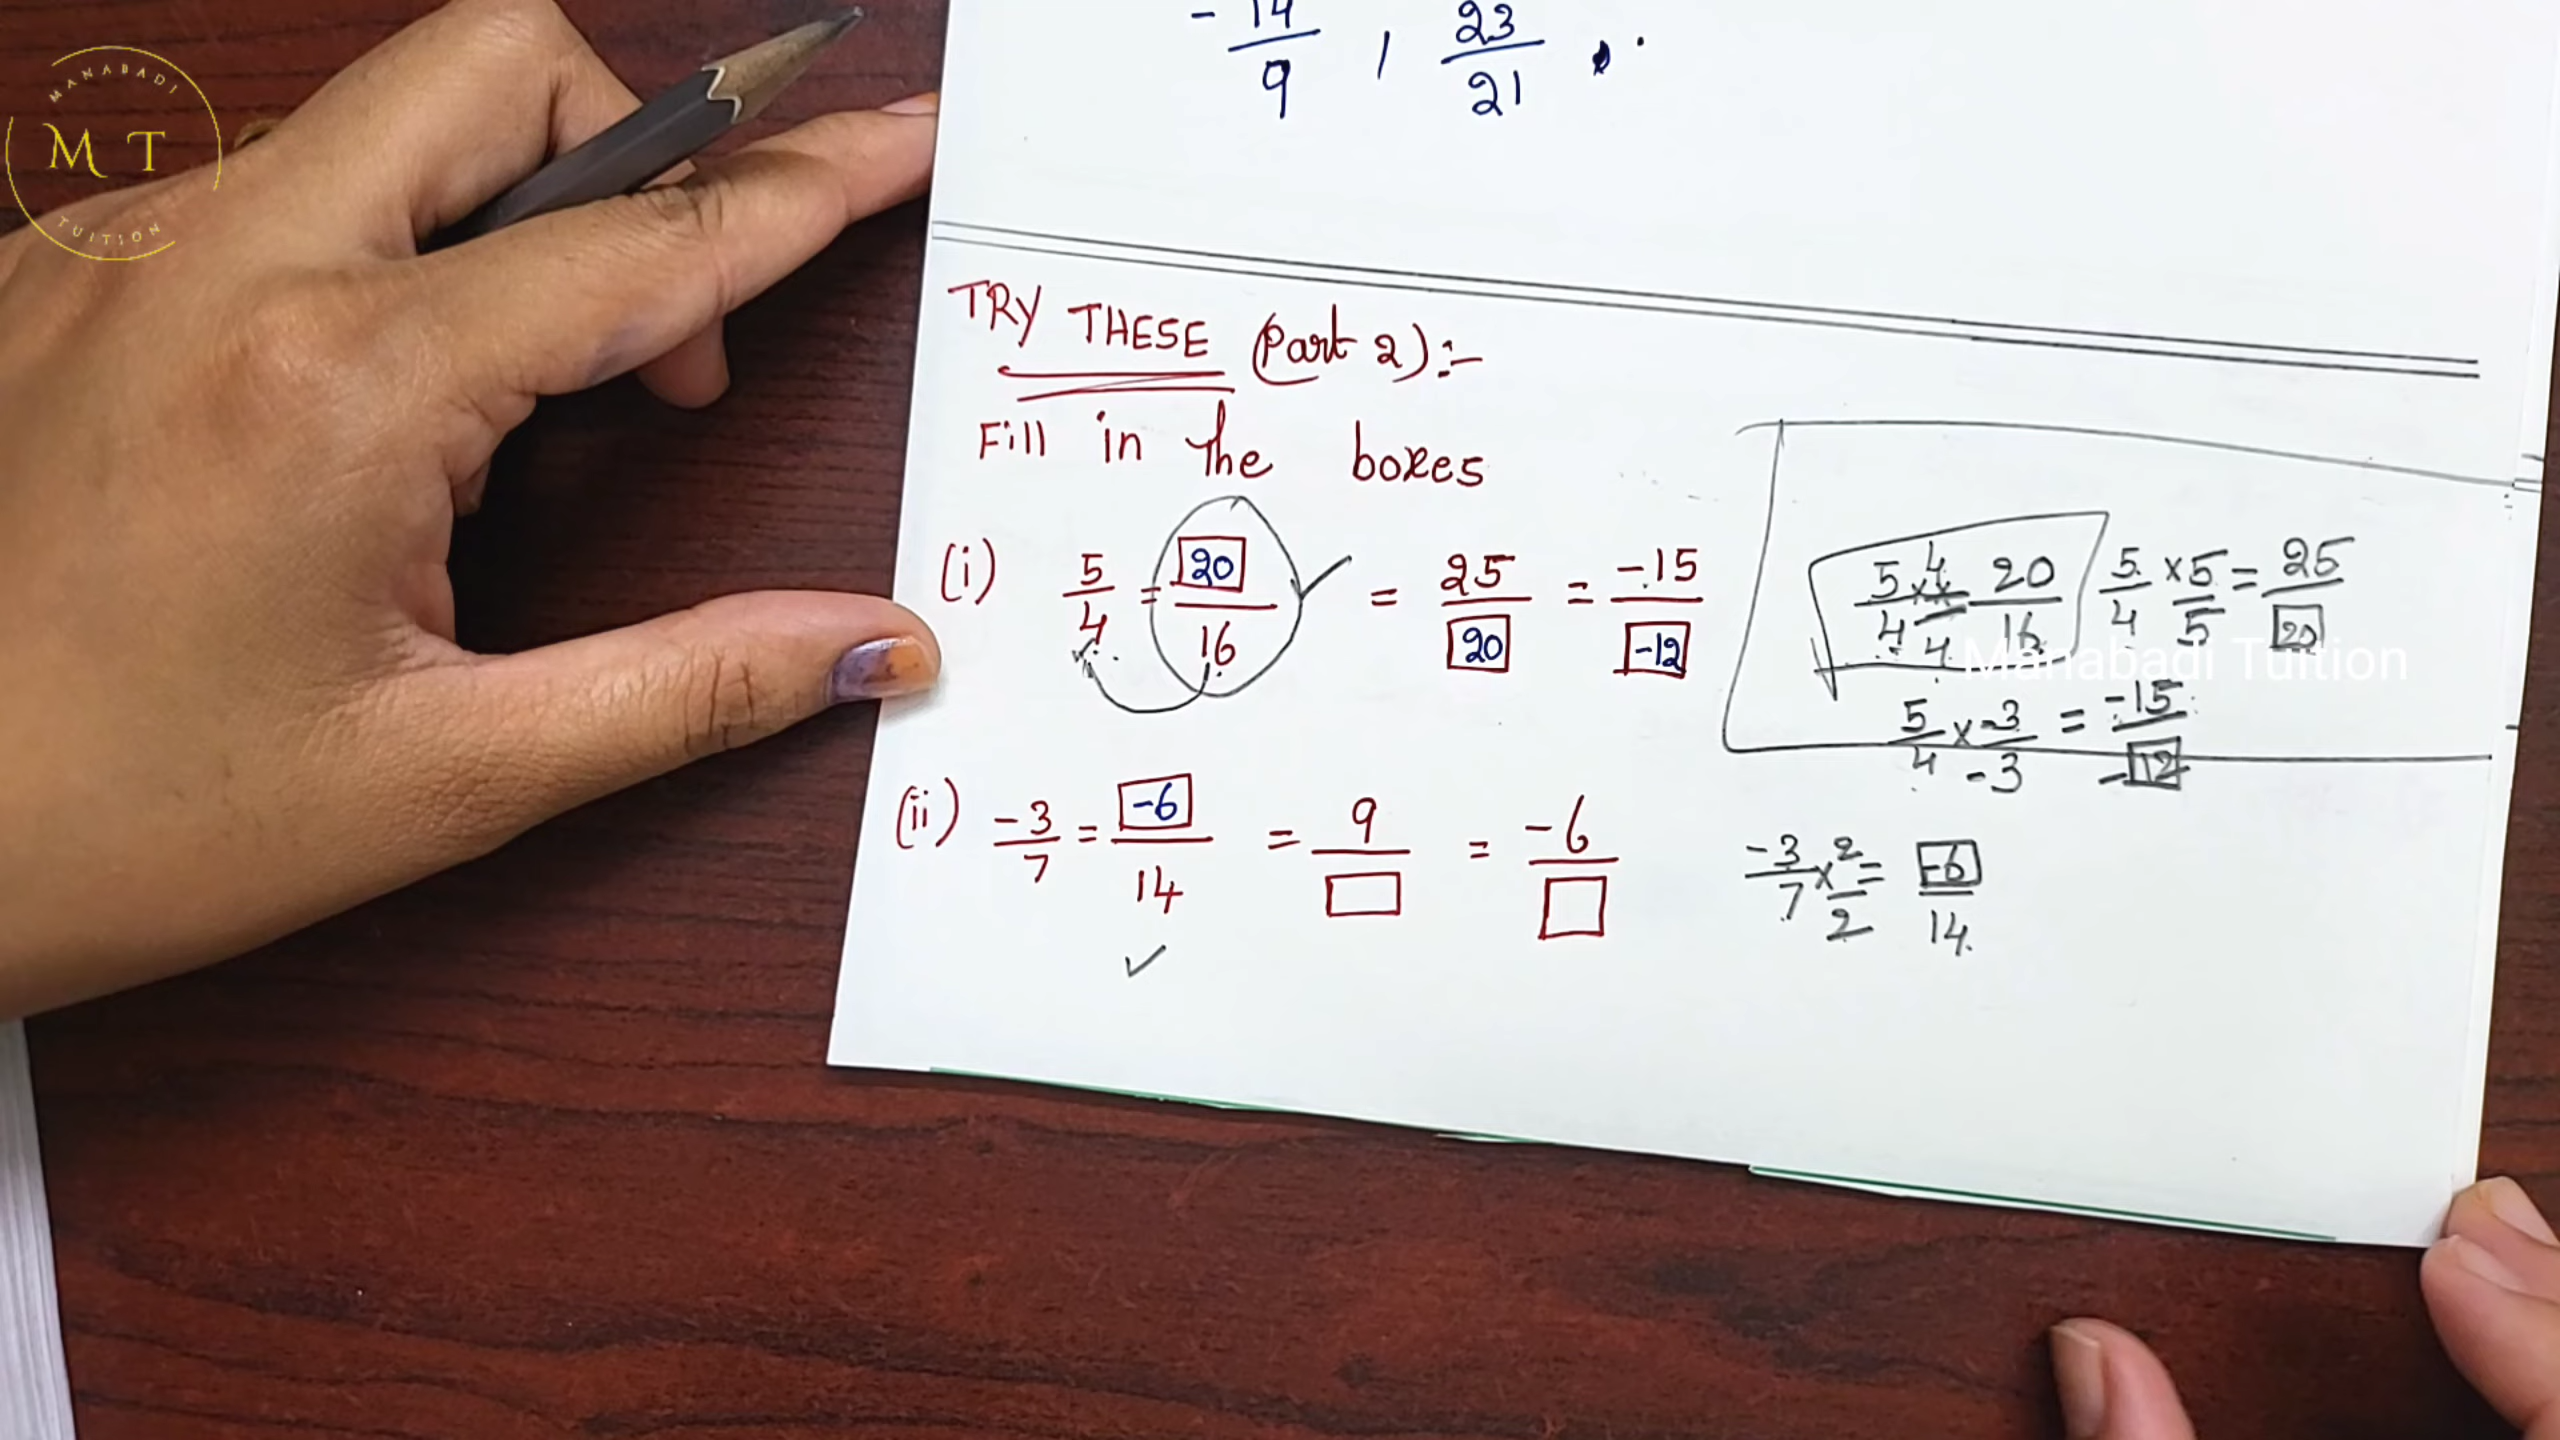 MANABADI
M T
TUITION
-14/9 , 23/21 .
TRY THESE (Part 2):-
Fill in the boxes
(i) 5/4 = 20/16 = 25/20 = -15/-12
5/4 × 4/4 20/16
5/4 × 5/5 = 25/20
Manabadi Tuition
5/4 × -3/-3 = -15/-12
(ii) -3/7 = -6/14 = 9/□ = -6/□
-3/7 × 2/2 = -6/14